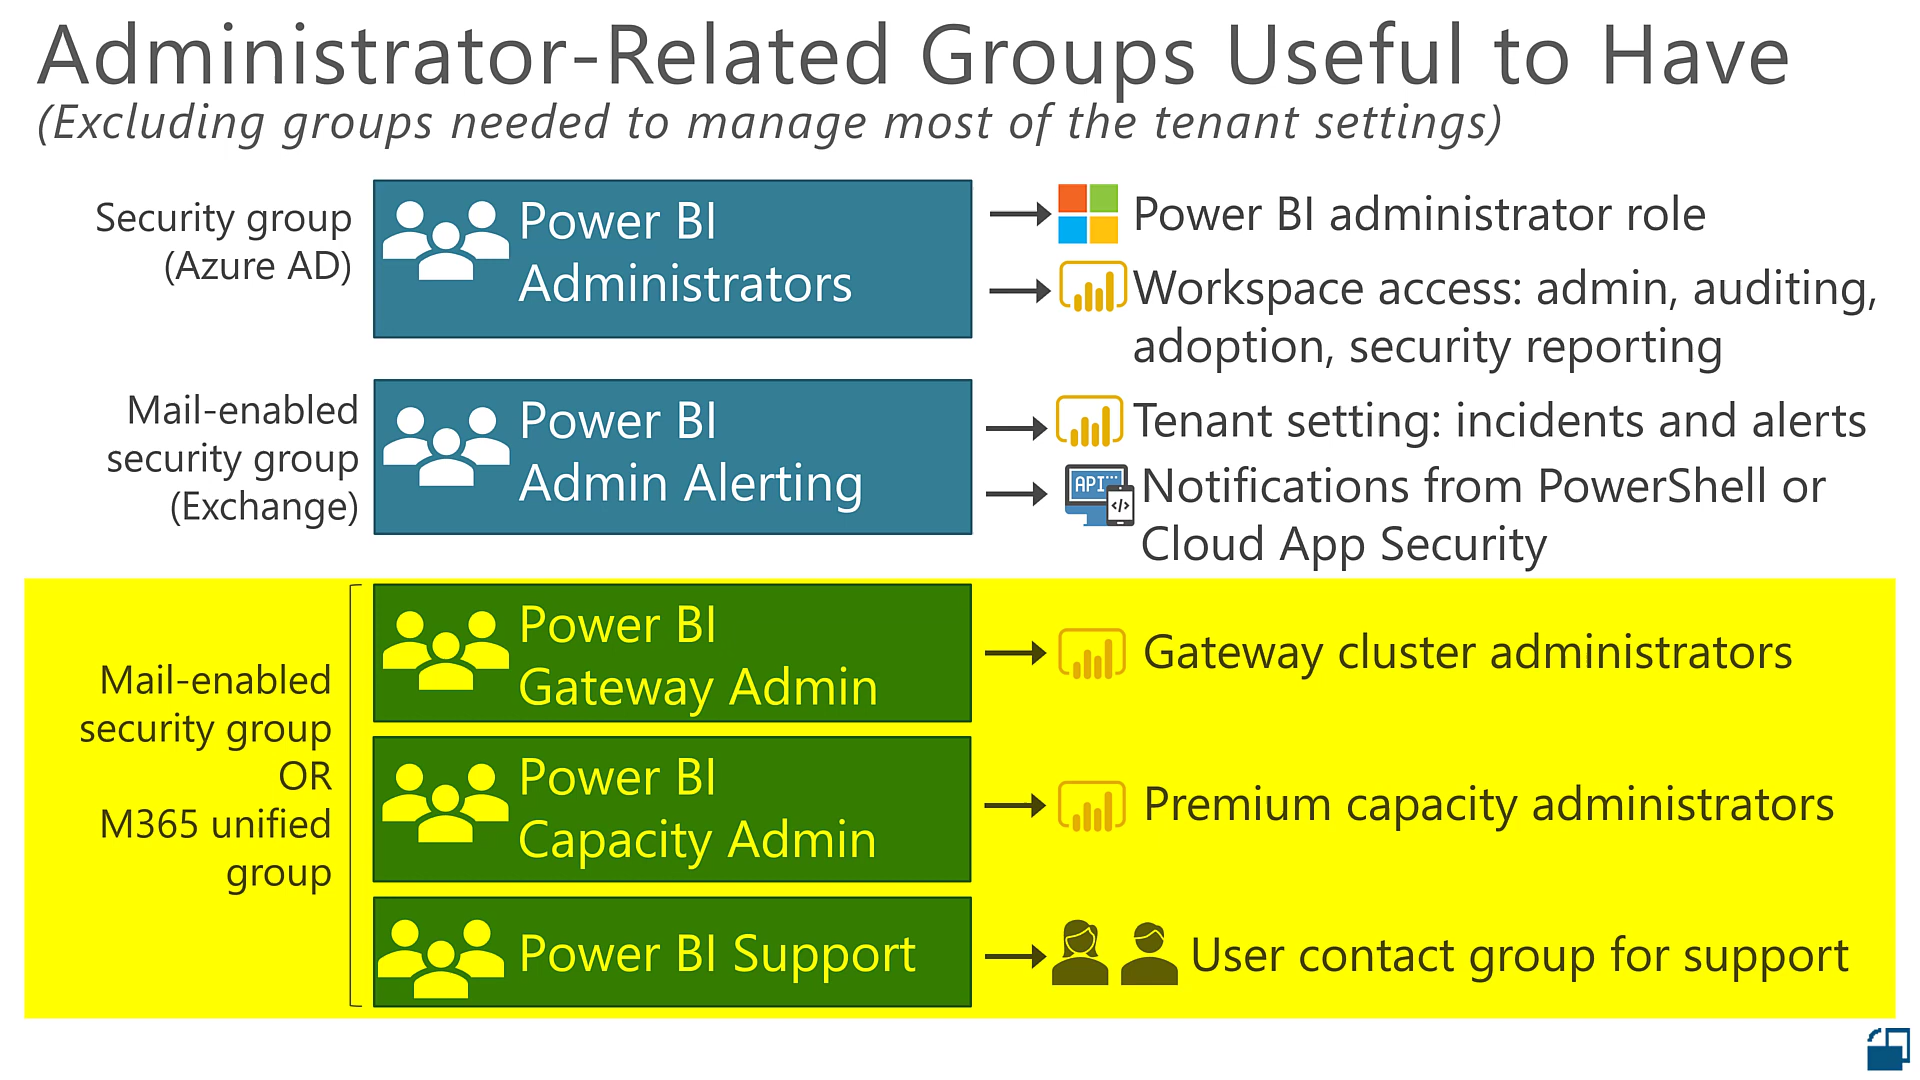 Administrator-Related Groups Useful to Have
(Excluding groups needed to manage most of the tenant settings)
Security group
(Azure AD)
Power BI
Administrators
Power BI administrator role
Workspace access: admin, auditing,
adoption, security reporting
Mail-enabled
security group
(Exchange)
Power BI
Admin Alerting
Tenant setting: incidents and alerts
API
</>
Notifications from PowerShell or
Cloud App Security
Mail-enabled
security group
OR
M365 unified
group
Power BI
Gateway Admin
Gateway cluster administrators
Power BI
Capacity Admin
Premium capacity administrators
Power BI Support
User contact group for support